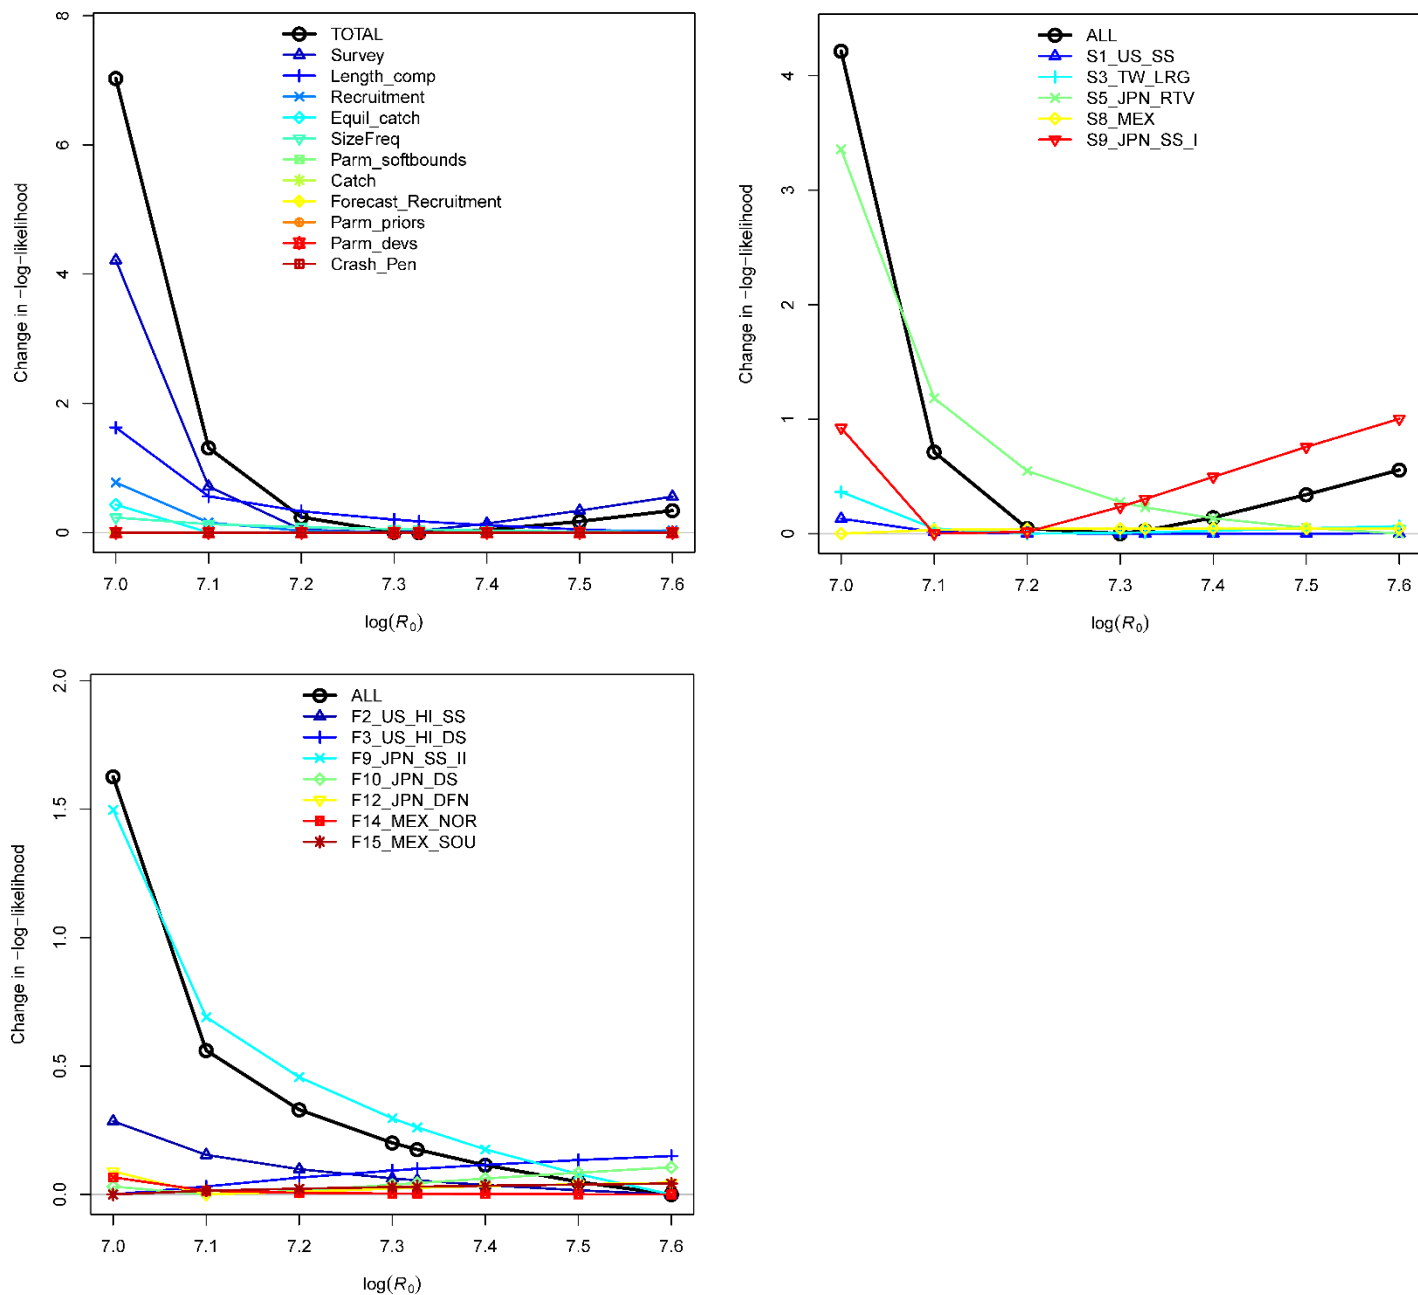 TOTAL
Survey
Length_comp
Recruitment
Equil_catch
SizeFreq
Parm_softbounds
Catch
Forecast_Recruitment
Parm_priors
Parm_devs
Crash_Pen
Change in −log−likelihood
8
6
4
2
0
7.0 7.1 7.2 7.3 7.4 7.5 7.6
log(R₀)
ALL
S1_US_SS
S3_TW_LRG
S5_JPN_RTV
S8_MEX
S9_JPN_SS_I
Change in −log−likelihood
4
3
2
1
0
7.0 7.1 7.2 7.3 7.4 7.5 7.6
log(R₀)
ALL
F2_US_HI_SS
F3_US_HI_DS
F9_JPN_SS_II
F10_JPN_DS
F12_JPN_DFN
F14_MEX_NOR
F15_MEX_SOU
Change in −log−likelihood
2.0
1.5
1.0
0.5
0.0
7.0 7.1 7.2 7.3 7.4 7.5 7.6
log(R₀)